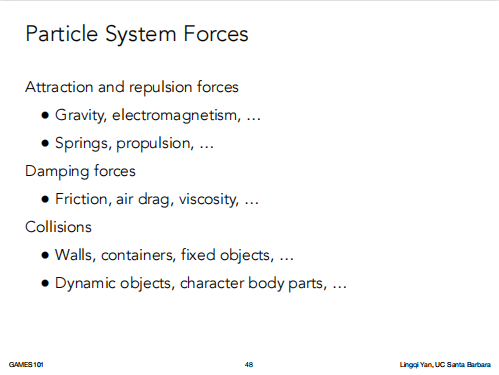 Particle System Forces
Attraction and repulsion forces
● Gravity, electromagnetism, …
● Springs, propulsion, …
Damping forces
● Friction, air drag, viscosity, …
Collisions
● Walls, containers, fixed objects, …
● Dynamic objects, character body parts, …
GAMES101
48
Lingqi Yan, UC Santa Barbara